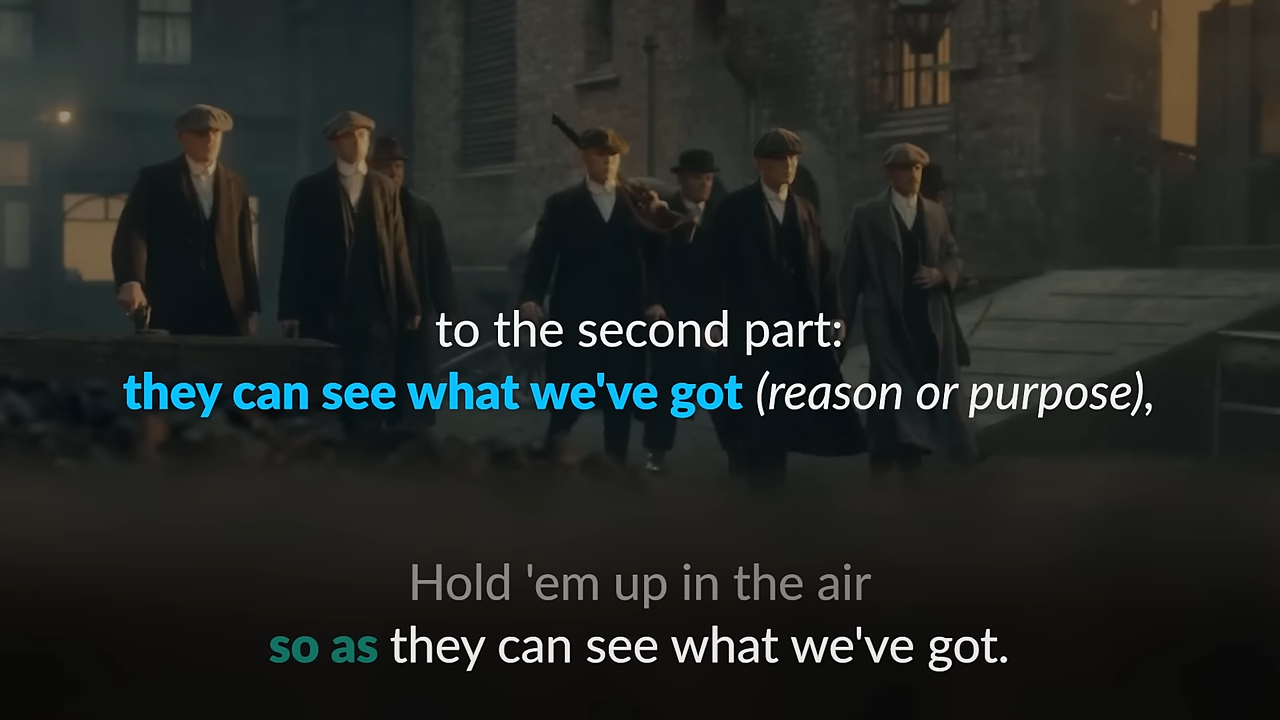 to the second part:
they can see what we've got (reason or purpose),
Hold 'em up in the air
so as they can see what we've got.